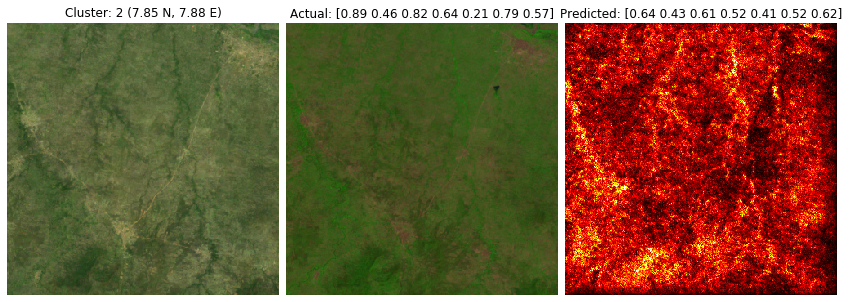 Cluster: 2 (7.85 N, 7.88 E)
Actual: [0.89 0.46 0.82 0.64 0.21 0.79 0.57]
Predicted: [0.64 0.43 0.61 0.52 0.41 0.52 0.62]